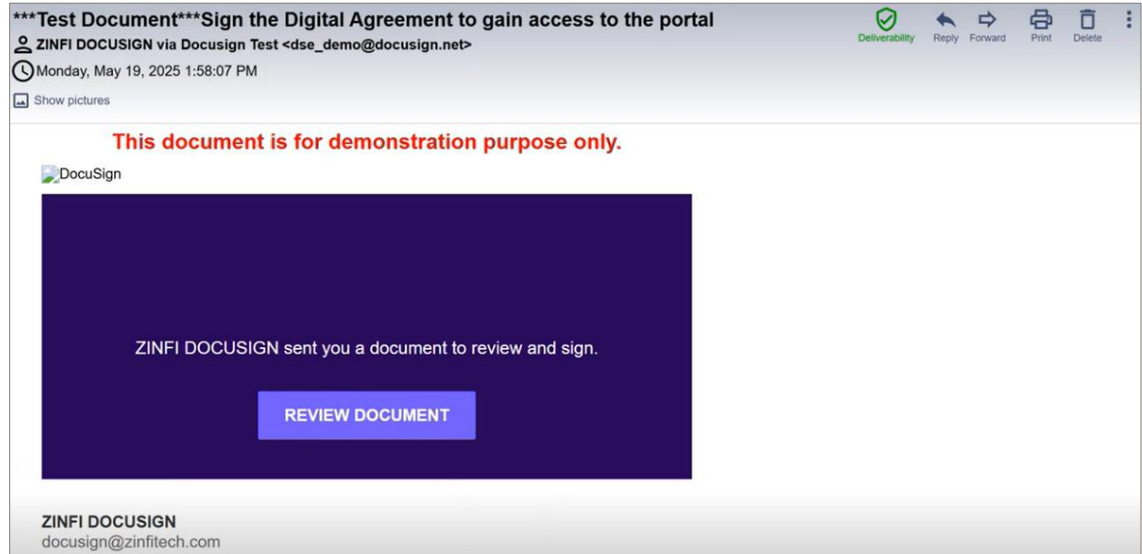 ***Test Document***Sign the Digital Agreement to gain access to the portal
ZINFI DOCUSIGN via Docusign Test <dse_demo@docusign.net>
Monday, May 19, 2025 1:58:07 PM
Show pictures
Deliverability Reply Forward Print Delete
This document is for demonstration purpose only.
DocuSign
ZINFI DOCUSIGN sent you a document to review and sign.
REVIEW DOCUMENT
ZINFI DOCUSIGN
docusign@zinfitech.com